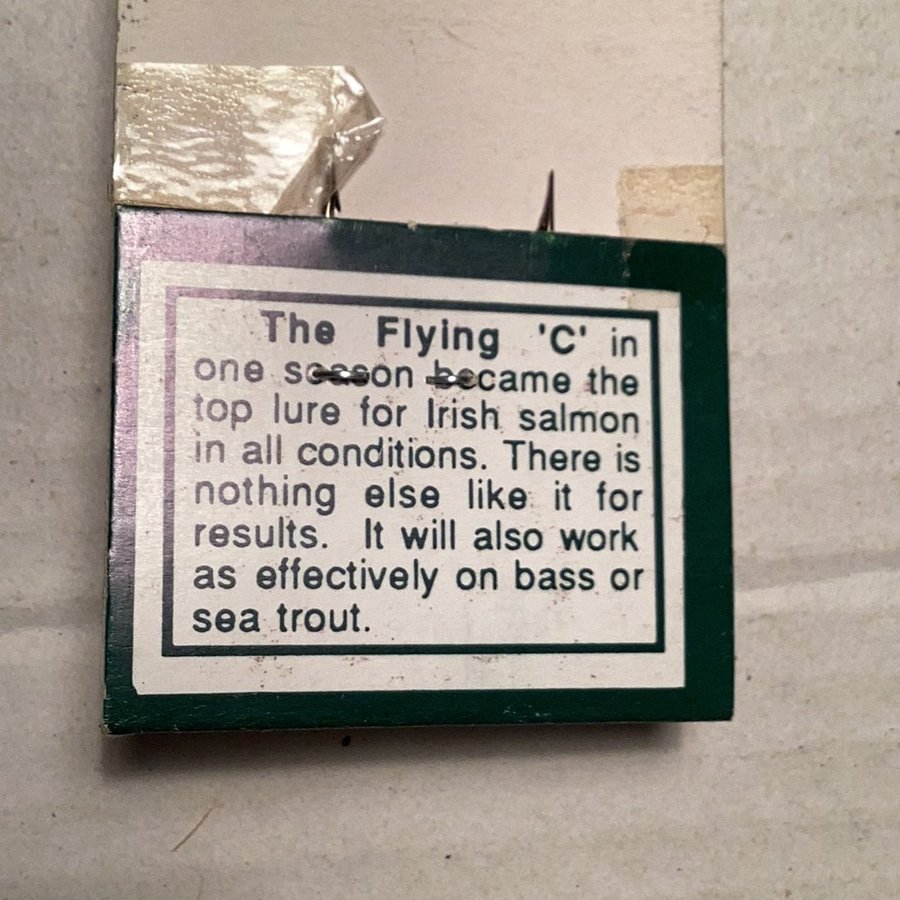 The Flying 'C' in
one season became the
top lure for Irish salmon
in all conditions. There is
nothing else like it for
results. It will also work
as effectively on bass or
sea trout.